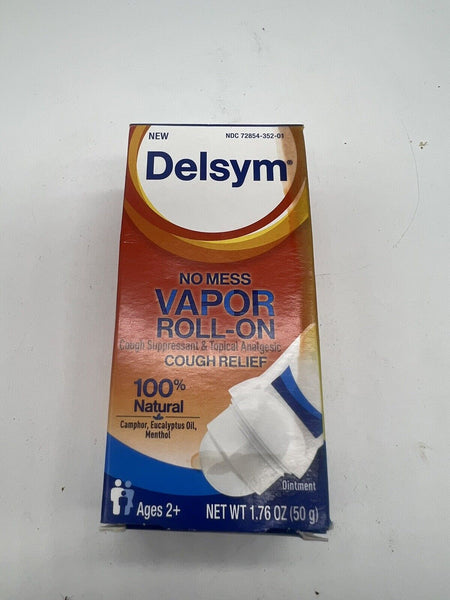 NEW
NDC 72854-352-01
Delsym®
NO MESS
VAPOR
ROLL-ON
Cough Suppressant & Topical Analgesic
COUGH RELIEF
100%
Natural
Camphor, Eucalyptus Oil,
Menthol
Ointment
Ages 2+
NET WT 1.76 OZ (50 g)